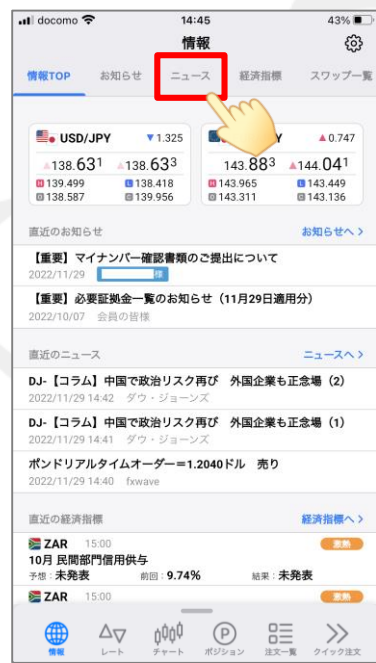 docomo 14:45 43%
情報
情報TOP お知らせ ニュース 経済指標 スワップ一覧
USD/JPY ▼1.325 Y ▲0.747
▲138.631 ▲138.633 143.883 ▲144.041
H 139.499 L 138.418 H 143.965 L 143.449
O 138.587 C 139.956 O 143.311 C 143.136
直近のお知らせ お知らせへ >
【重要】マイナンバー確認書類のご提出について
2022/11/29 様
【重要】必要証拠金一覧のお知らせ（11月29日適用分）
2022/10/07 会員の皆様
直近のニュース ニュースへ >
DJ-【コラム】中国で政治リスク再び 外国企業も正念場（2）
2022/11/29 14:42 ダウ・ジョーンズ
DJ-【コラム】中国で政治リスク再び 外国企業も正念場（1）
2022/11/29 14:41 ダウ・ジョーンズ
ポンドリアルタイムオーダー＝1.2040ドル 売り
2022/11/29 14:40 fxwave
直近の経済指標 経済指標へ >
ZAR 15:00 激熱
10月 民間部門信用供与
予想：未発表 前回：9.74% 結果：未発表
ZAR 15:00 激熱
情報 レート チャート P ポジション 注文一覧 クイック注文